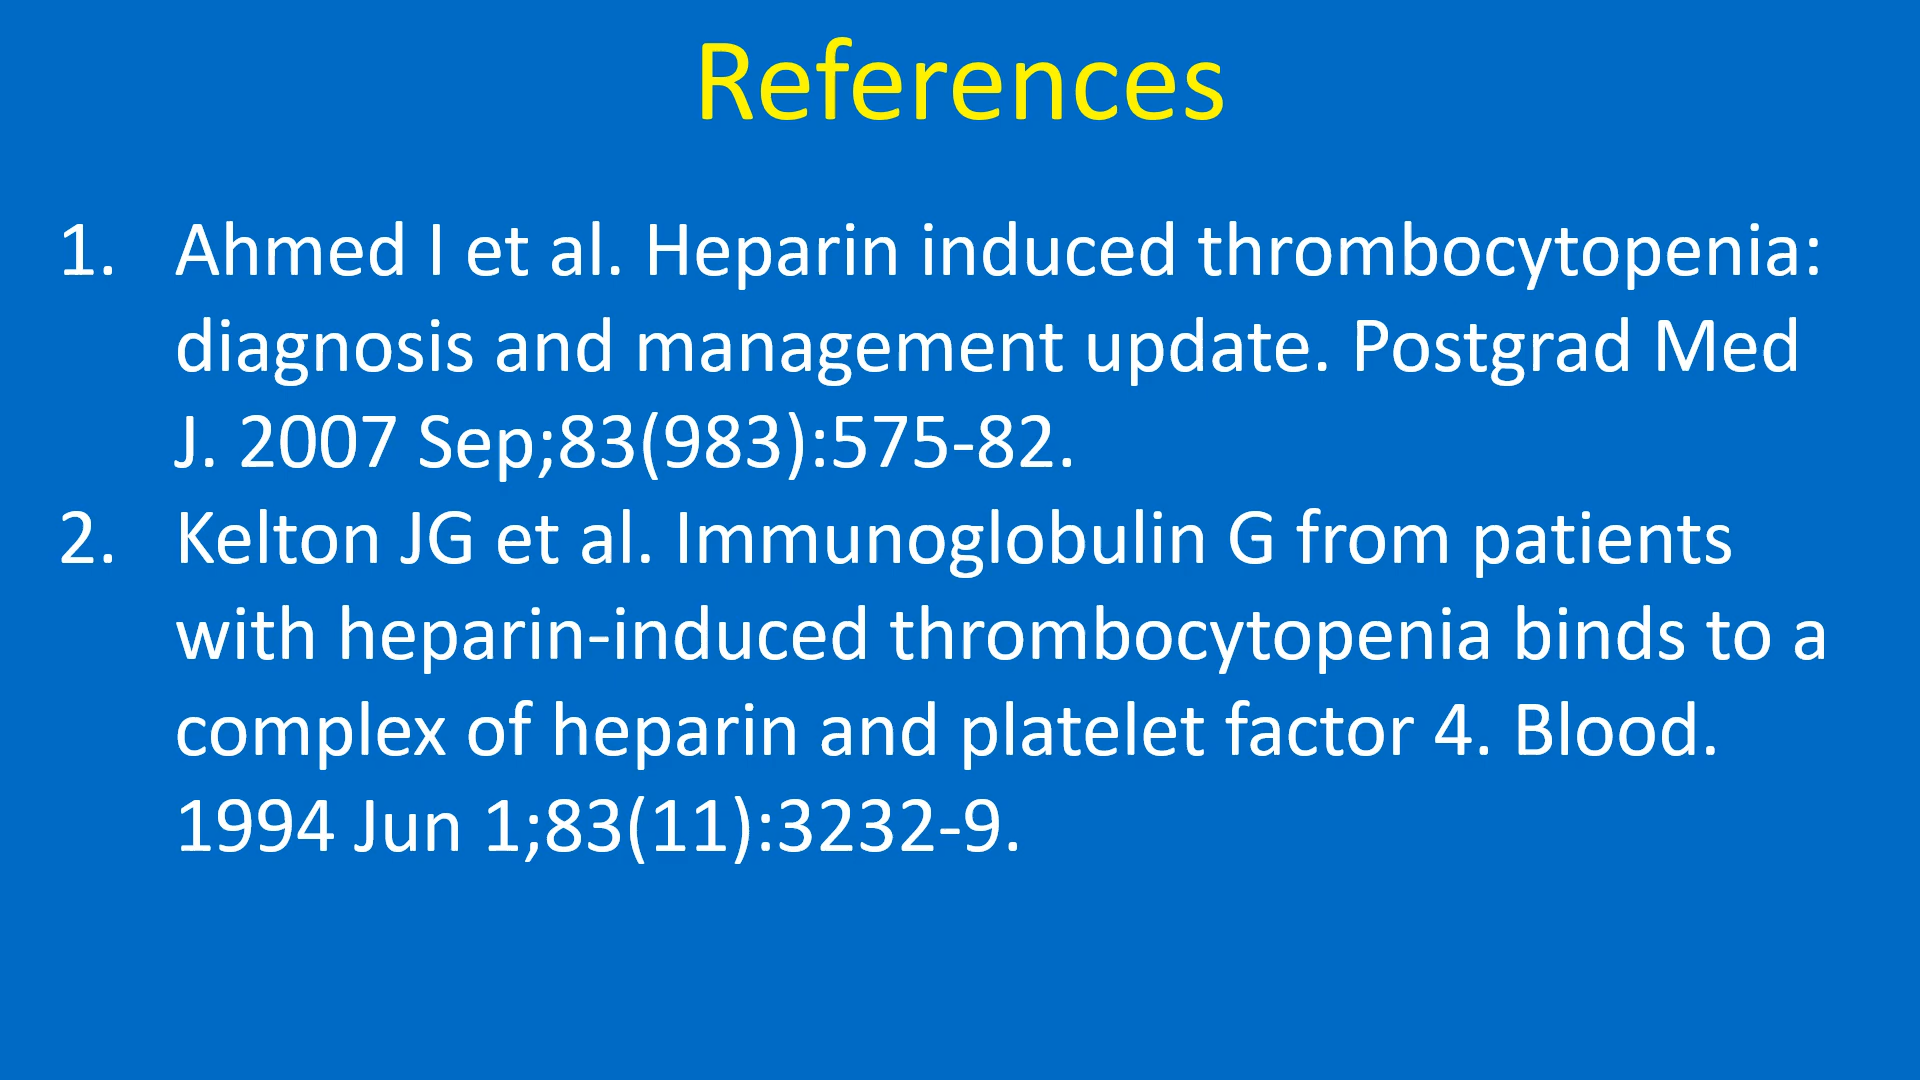 References
1. Ahmed I et al. Heparin induced thrombocytopenia:
diagnosis and management update. Postgrad Med
J. 2007 Sep;83(983):575-82.
2. Kelton JG et al. Immunoglobulin G from patients
with heparin-induced thrombocytopenia binds to a
complex of heparin and platelet factor 4. Blood.
1994 Jun 1;83(11):3232-9.